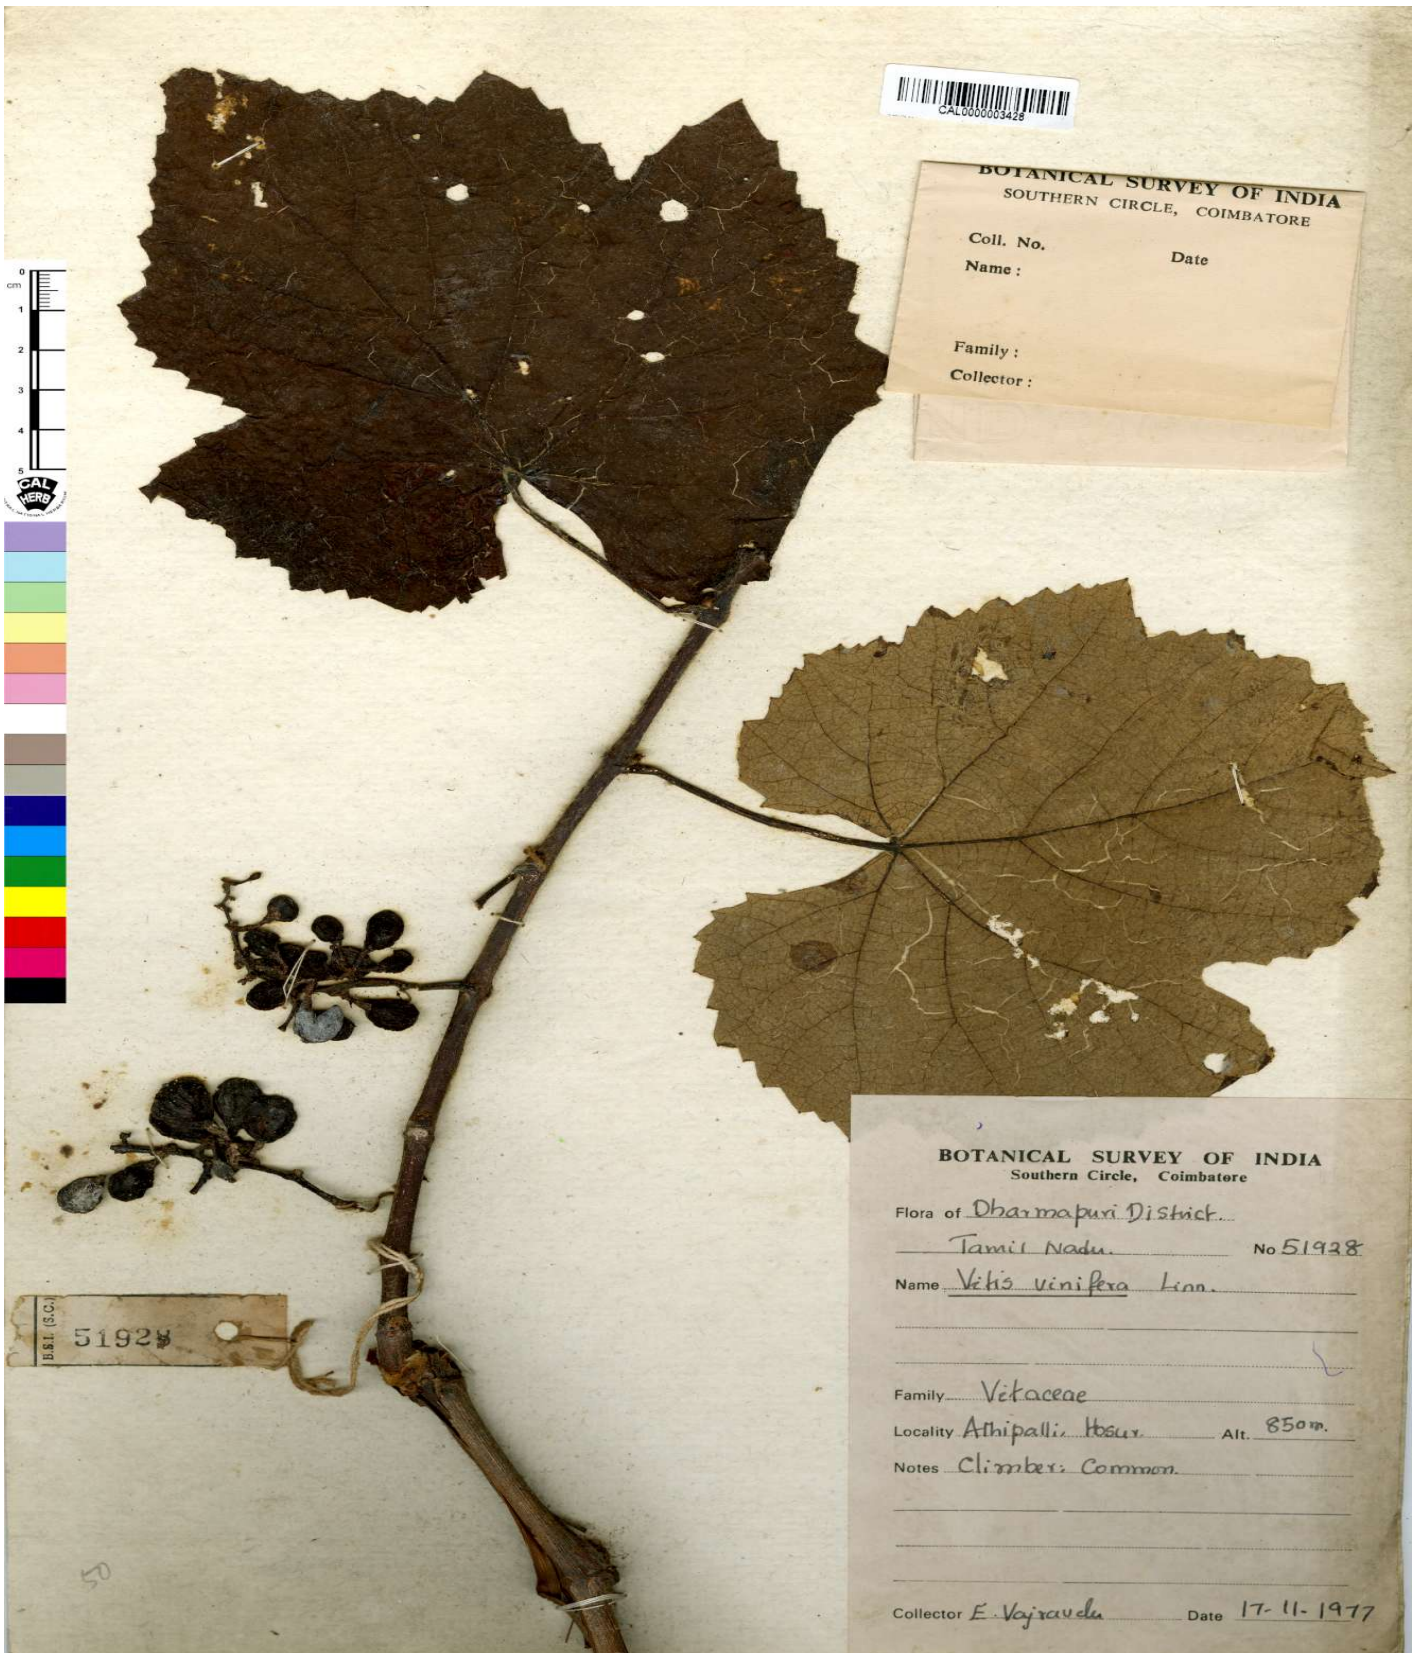 CAL0000003428
BOTANICAL SURVEY OF INDIA
SOUTHERN CIRCLE, COIMBATORE
Coll. No.
Date
Name :
Family :
Collector :
0
cm
1
2
3
4
5
CAL
HERB
BOTANICAL SURVEY OF INDIA
Southern Circle, Coimbatore
Flora of Dharmapuri District.
Tamil Nadu. No 51928
Name Vitis vinifera Linn.
Family Vitaceae
Locality Athipalli, Hosur. Alt. 850m.
Notes Climber; Common.
Collector E. Vajravelu Date 17-11-1977
B.S.I. (S.C.)
51928
50